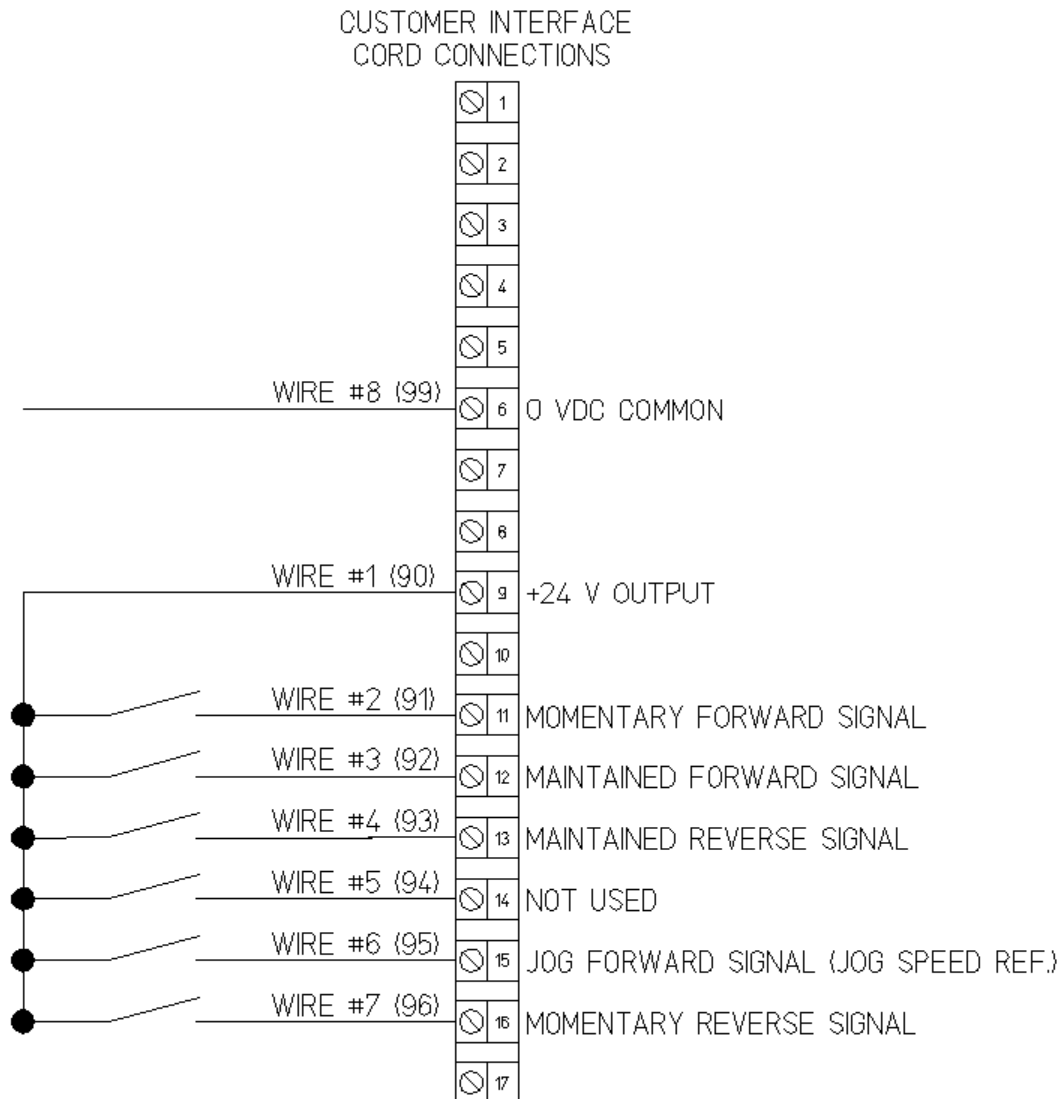 CUSTOMER INTERFACE
CORD CONNECTIONS
1
2
3
4
5
WIRE #8 (99) 6 0 VDC COMMON
7
8
WIRE #1 (90) 9 +24 V OUTPUT
10
WIRE #2 (91) 11 MOMENTARY FORWARD SIGNAL
WIRE #3 (92) 12 MAINTAINED FORWARD SIGNAL
WIRE #4 (93) 13 MAINTAINED REVERSE SIGNAL
WIRE #5 (94) 14 NOT USED
WIRE #6 (95) 15 JOG FORWARD SIGNAL (JOG SPEED REF.)
WIRE #7 (96) 16 MOMENTARY REVERSE SIGNAL
17